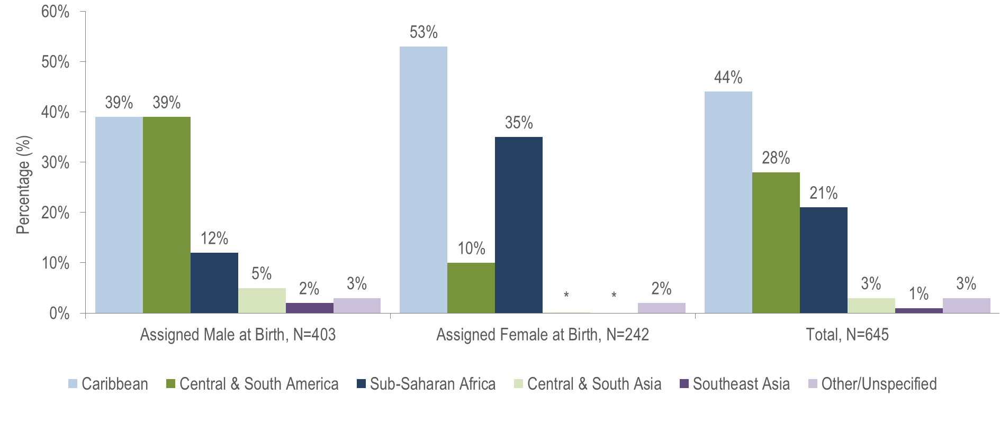 60%
50%
40%
30%
20%
10%
0%
Percentage (%)
39% 39% 12% 5% 2% 3%
53% 10% 35% * * 2%
44% 28% 21% 3% 1% 3%
Assigned Male at Birth, N=403
Assigned Female at Birth, N=242
Total, N=645
Caribbean Central & South America Sub-Saharan Africa Central & South Asia Southeast Asia Other/Unspecified